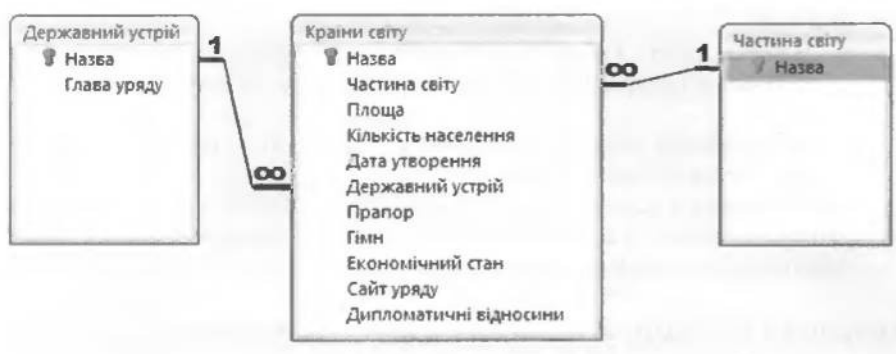 Державний устрій
Назва
Глава уряду
1
∞
Країни світу
Назва
Частина світу
Площа
Кількість населення
Дата утворення
Державний устрій
Прапор
Гімн
Економічний стан
Сайт уряду
Дипломатичні відносини
∞
1
Частина світу
Назва